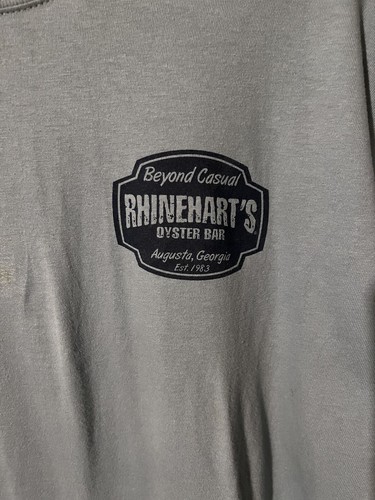 Beyond Casual
RHINEHART'S
OYSTER BAR
Augusta, Georgia
Est. 1983